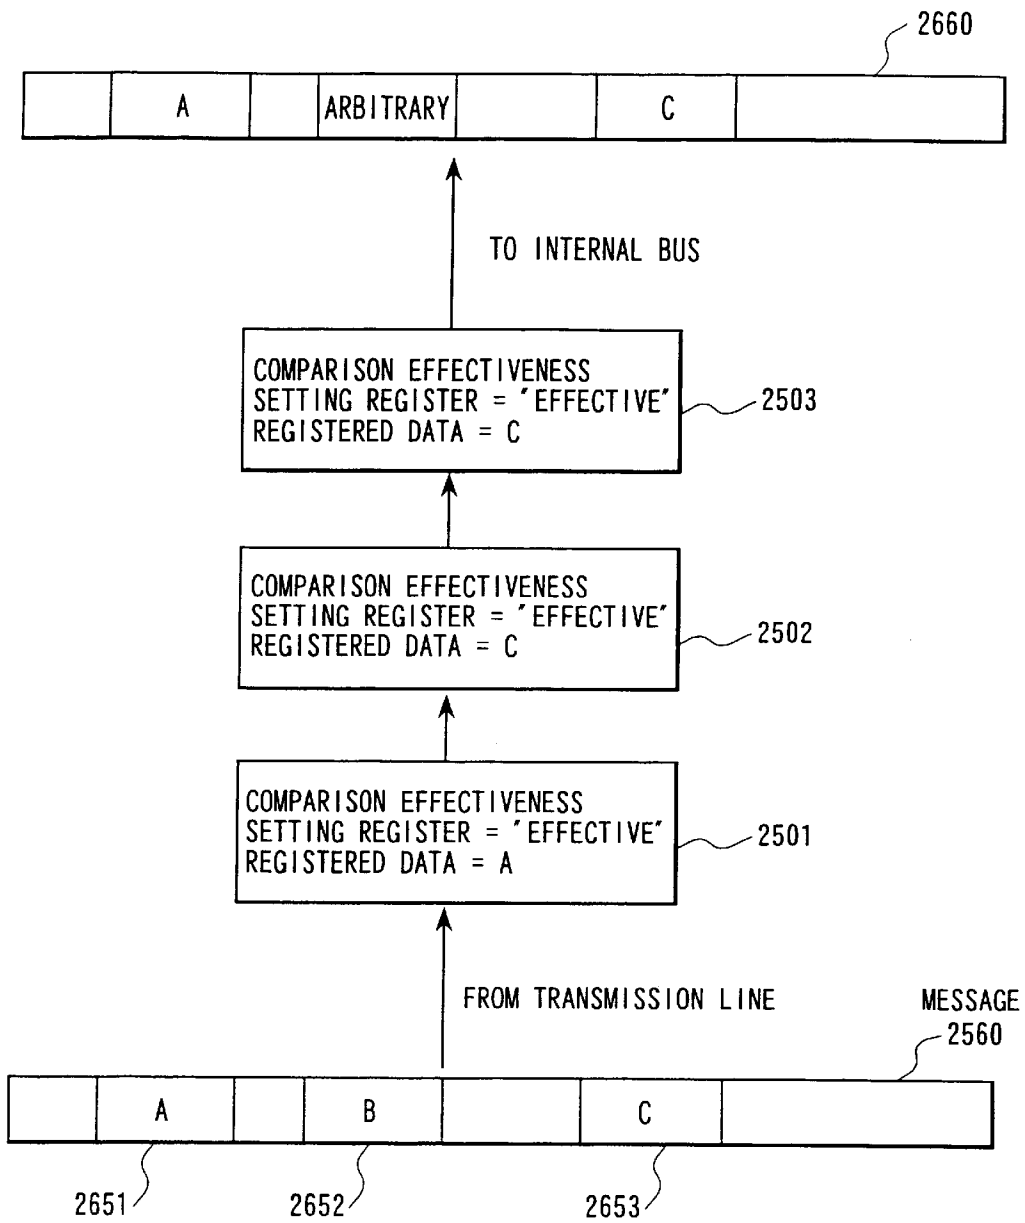 2660
A ARBITRARY C
TO INTERNAL BUS
COMPARISON EFFECTIVENESS
SETTING REGISTER = "EFFECTIVE"
REGISTERED DATA = C
2503
COMPARISON EFFECTIVENESS
SETTING REGISTER = "EFFECTIVE"
REGISTERED DATA = C
2502
COMPARISON EFFECTIVENESS
SETTING REGISTER = "EFFECTIVE"
REGISTERED DATA = A
2501
FROM TRANSMISSION LINE
MESSAGE
2560
A B C
2651 2652 2653